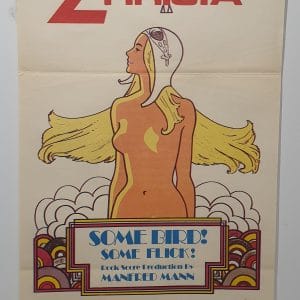 SOME BIRD!
SOME FLICK!
Rock Score Production By
MANFRED MANN